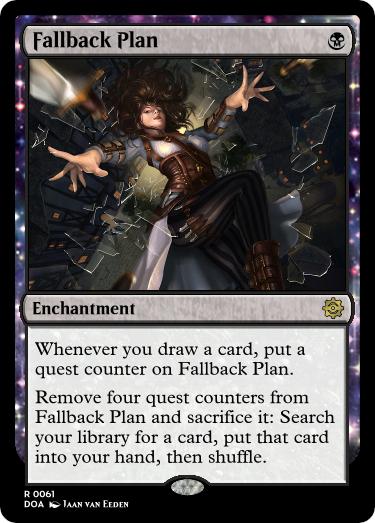 Fallback Plan
Enchantment
Whenever you draw a card, put a
quest counter on Fallback Plan.
Remove four quest counters from
Fallback Plan and sacrifice it: Search
your library for a card, put that card
into your hand, then shuffle.
R 0061
DOA Jaan van Eeden